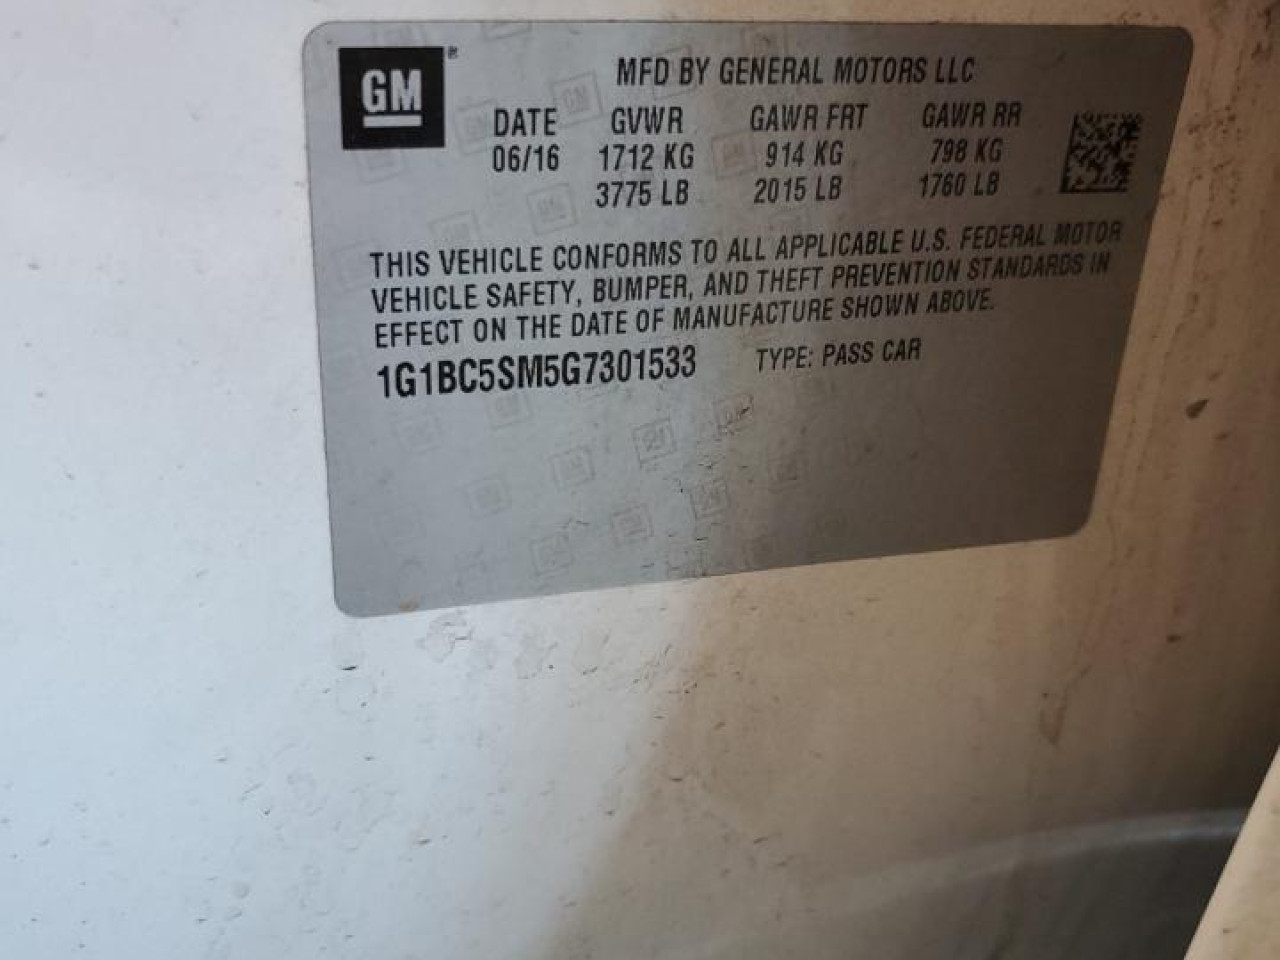 GM®
MFD BY GENERAL MOTORS LLC
DATE GVWR GAWR FRT GAWR RR
06/16 1712 KG 914 KG 798 KG
3775 LB 2015 LB 1760 LB
THIS VEHICLE CONFORMS TO ALL APPLICABLE U.S. FEDERAL MOTOR
VEHICLE SAFETY, BUMPER, AND THEFT PREVENTION STANDARDS IN
EFFECT ON THE DATE OF MANUFACTURE SHOWN ABOVE.
1G1BC5SM5G7301533 TYPE: PASS CAR